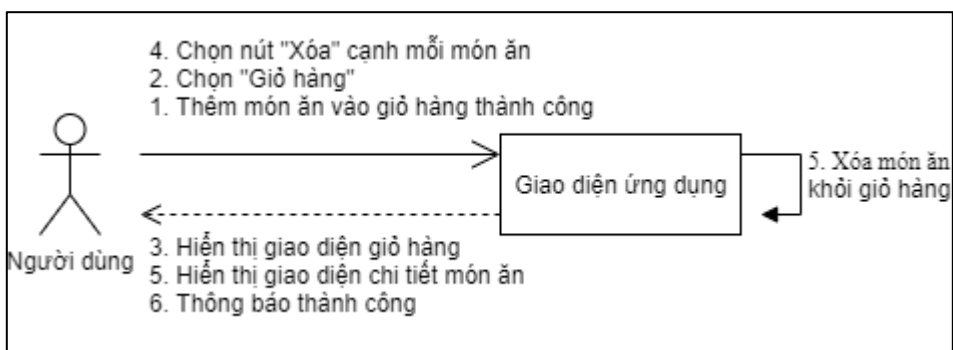 4. Chọn nút "Xóa" cạnh mỗi món ăn
2. Chọn "Giỏ hàng"
1. Thêm món ăn vào giỏ hàng thành công
Giao diện ứng dụng
5. Xóa món ăn
khỏi giỏ hàng
Người dùng
3. Hiển thị giao diện giỏ hàng
5. Hiển thị giao diện chi tiết món ăn
6. Thông báo thành công